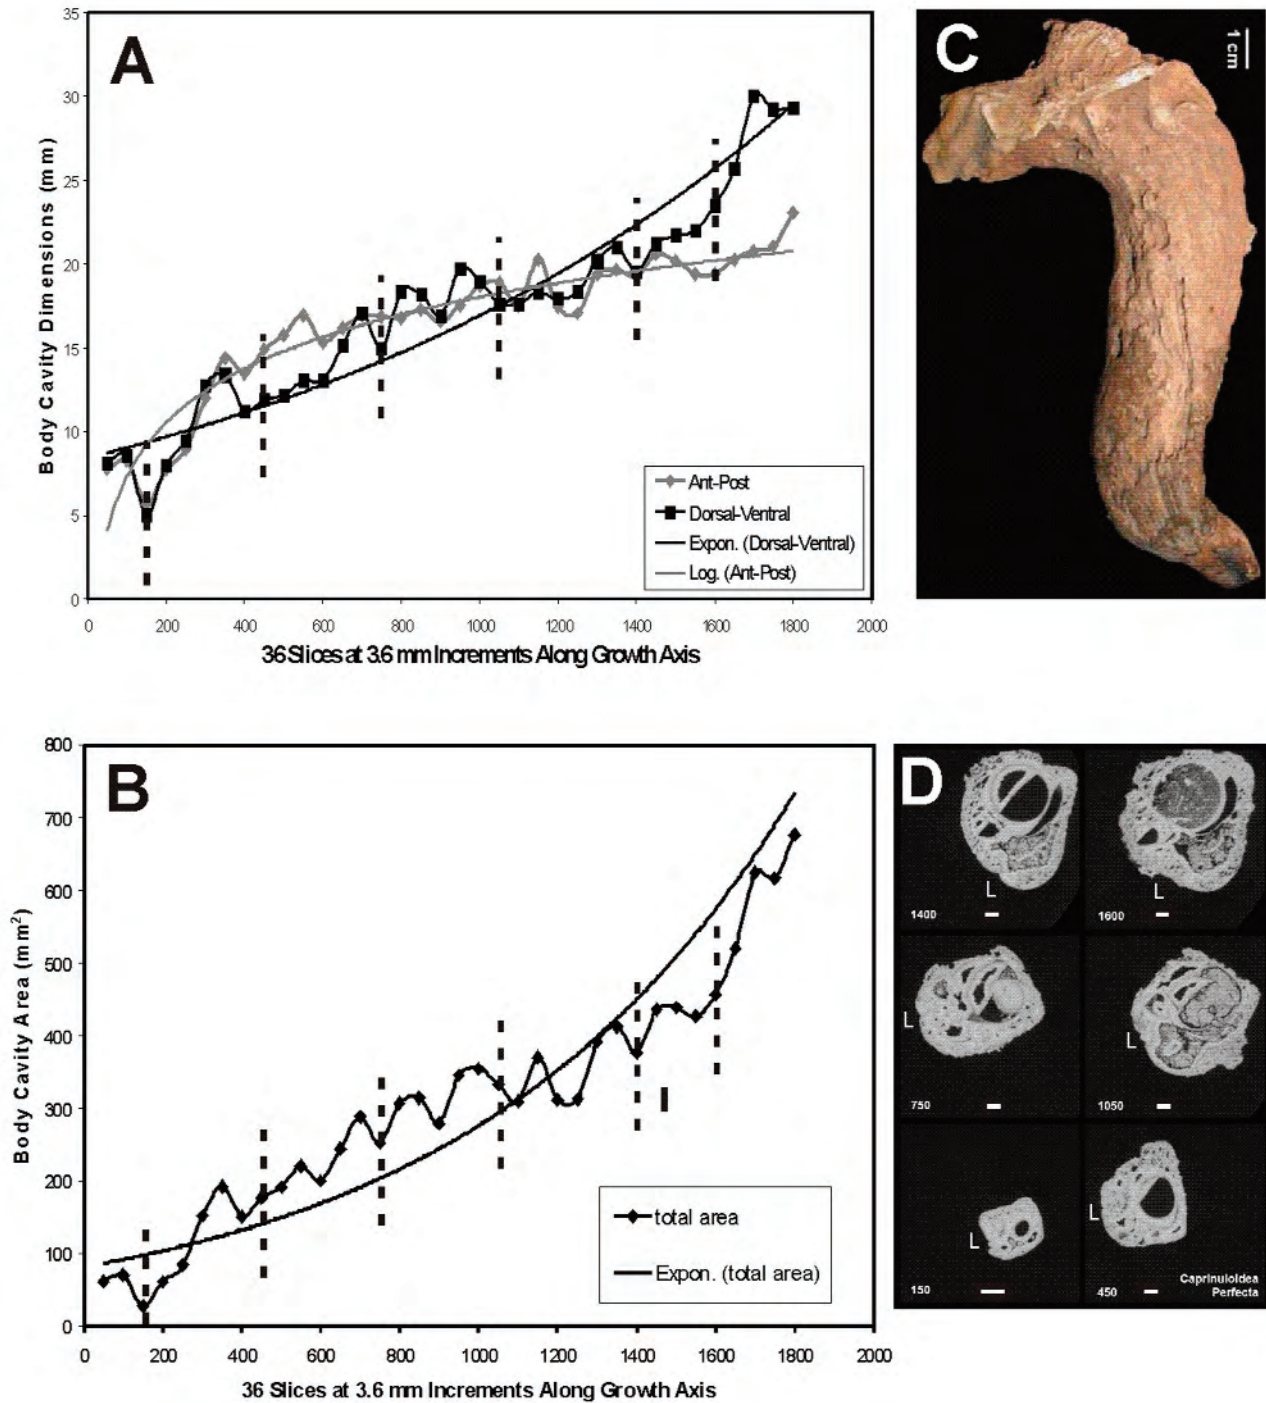 A
35
30
25
20
15
10
5
0
Body Cavity Dimensions (mm)
Ant-Post
Dorsal-Ventral
Expon. (Dorsal-Ventral)
Log. (Ant-Post)
0 200 400 600 800 1000 1200 1400 1600 1800 2000
36 Slices at 3.6 mm Increments Along Growth Axis
C
1 cm
B
800
700
600
500
400
300
200
100
0
Body Cavity Area (mm²)
total area
Expon. (total area)
0 200 400 600 800 1000 1200 1400 1600 1800 2000
36 Slices at 3.6 mm Increments Along Growth Axis
D
L
1400
L
1600
L
750
L
1050
L
150
L
450
Caprinuloidea
Perfecta